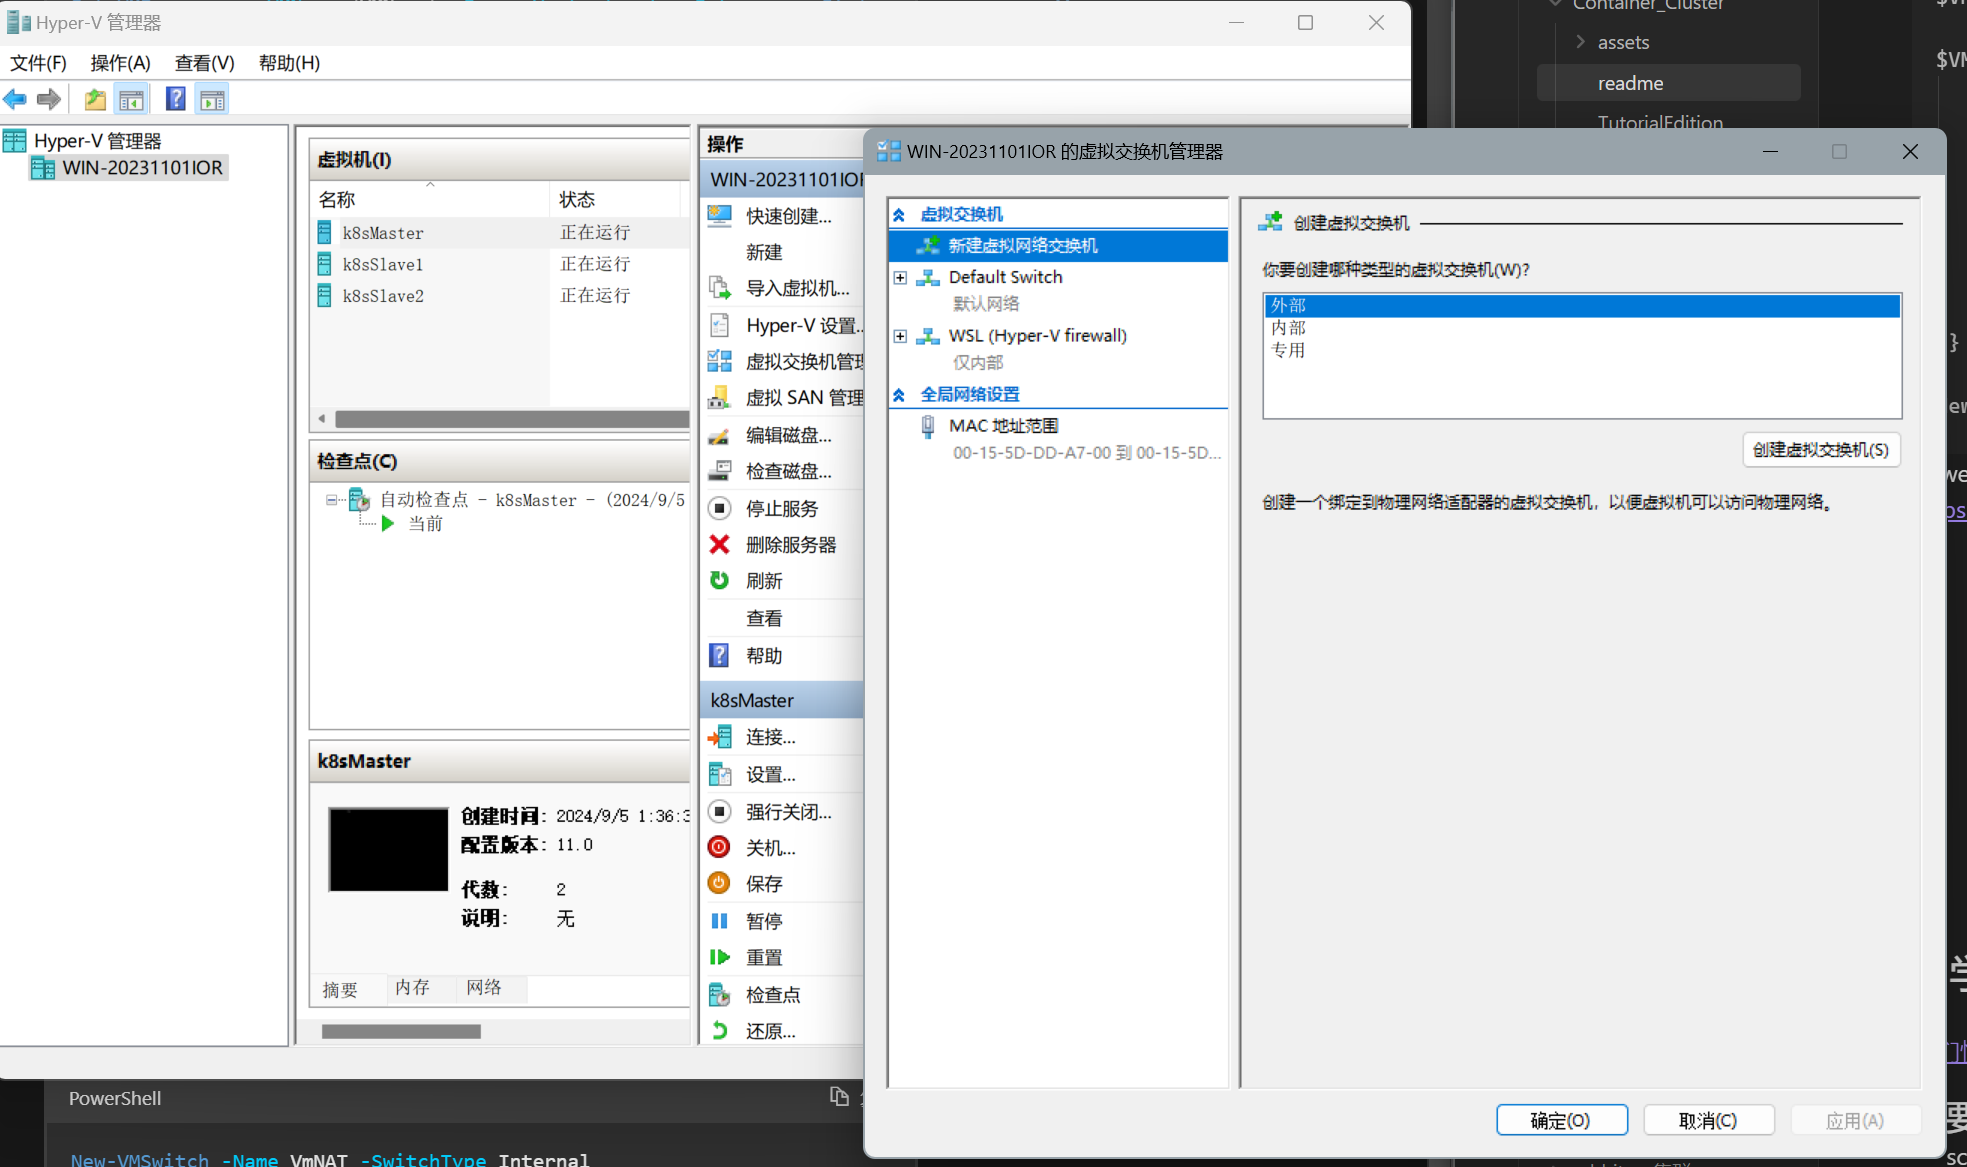 Hyper-V 管理器
文件(F) 操作(A) 查看(V) 帮助(H)
Hyper-V 管理器
WIN-20231101IOR
虚拟机(I)
名称 状态
k8sMaster 正在运行
k8sSlave1 正在运行
k8sSlave2 正在运行
检查点(C)
自动检查点 - k8sMaster - (2024/9/5
当前
k8sMaster
创建时间: 2024/9/5 1:36:3
配置版本: 11.0
代数: 2
说明: 无
摘要 内存 网络
操作
WIN-20231101IOR
快速创建...
新建
导入虚拟机...
Hyper-V 设置..
虚拟交换机管理
虚拟 SAN 管理
编辑磁盘...
检查磁盘...
停止服务
删除服务器
刷新
查看
帮助
k8sMaster
连接...
设置...
强行关闭...
关机...
保存
暂停
重置
检查点
还原...
WIN-20231101IOR 的虚拟交换机管理器
虚拟交换机
新建虚拟网络交换机
Default Switch
默认网络
WSL (Hyper-V firewall)
仅内部
全局网络设置
MAC 地址范围
00-15-5D-DD-A7-00 到 00-15-5D...
创建虚拟交换机
你要创建哪种类型的虚拟交换机(W)?
外部
内部
专用
创建虚拟交换机(S)
创建一个绑定到物理网络适配器的虚拟交换机，以便虚拟机可以访问物理网络。
确定(O) 取消(C) 应用(A)
Container_Cluster
assets
readme
TutorialEdition
$VM
}
PowerShell
New-VMSwitch -Name VmNAT -SwitchType Internal